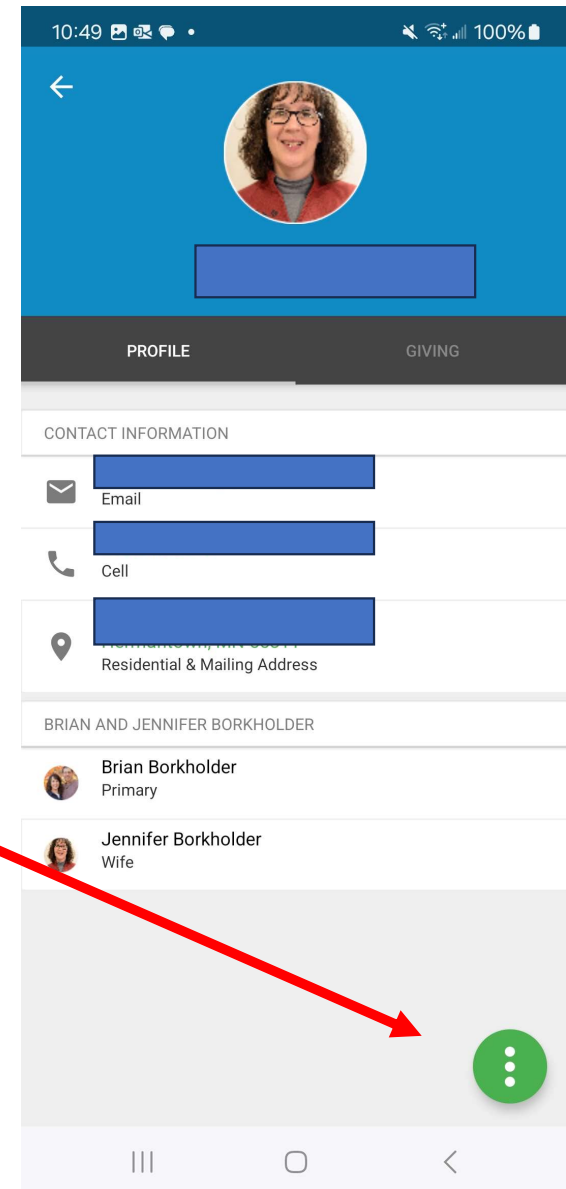 10:49
100%
PROFILE
GIVING
CONTACT INFORMATION
Email
Cell
Residential & Mailing Address
BRIAN AND JENNIFER BORKHOLDER
Brian Borkholder
Primary
Jennifer Borkholder
Wife